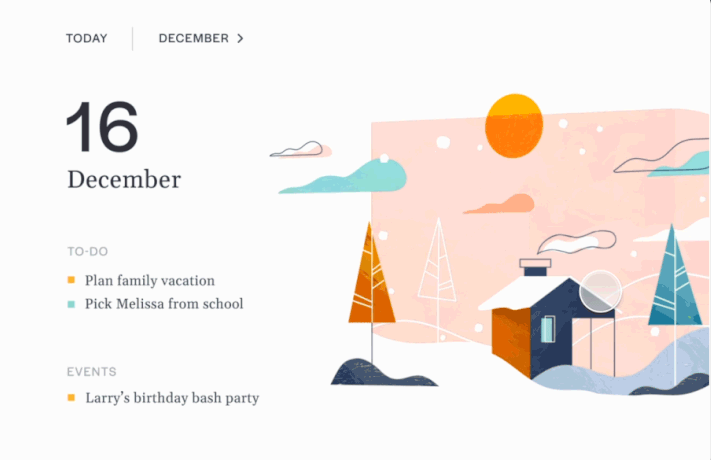 TODAY
DECEMBER
16
December
TO-DO
Plan family vacation
Pick Melissa from school
EVENTS
Larry’s birthday bash party